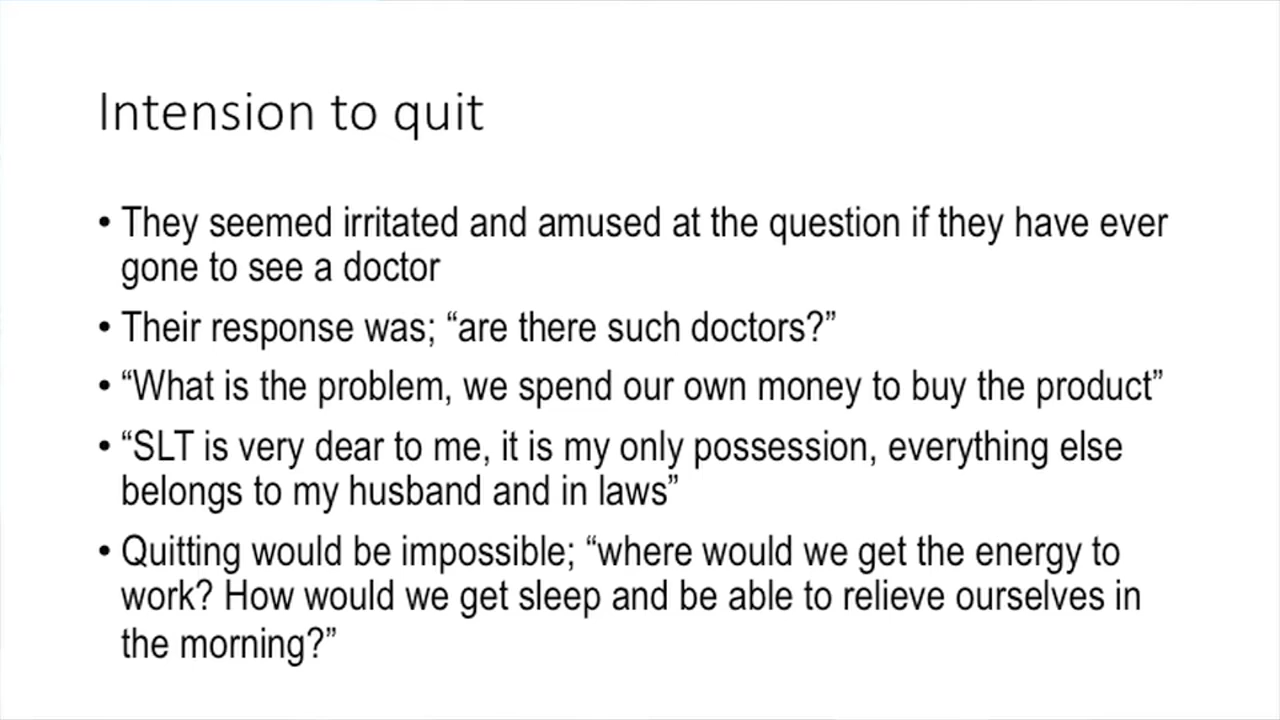 Intension to quit
• They seemed irritated and amused at the question if they have ever
gone to see a doctor
• Their response was; “are there such doctors?”
• “What is the problem, we spend our own money to buy the product”
• “SLT is very dear to me, it is my only possession, everything else
belongs to my husband and in laws”
• Quitting would be impossible; “where would we get the energy to
work? How would we get sleep and be able to relieve ourselves in
the morning?”